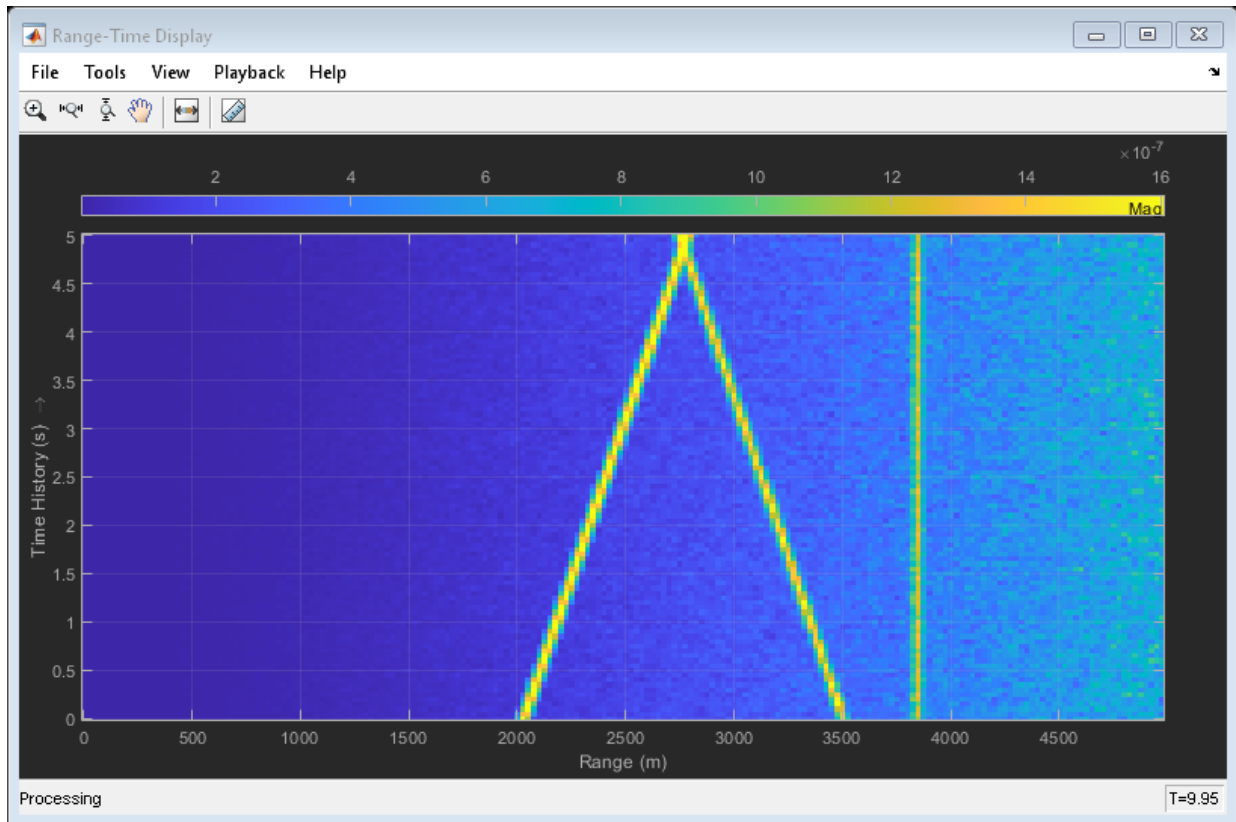 Range-Time Display
File Tools View Playback Help
×10-7
2 4 6 8 10 12 14 16
Mag
5
4.5
4
3.5
3
2.5
2
1.5
1
0.5
0
Time History (s) →
0 500 1000 1500 2000 2500 3000 3500 4000 4500
Range (m)
Processing T=9.95